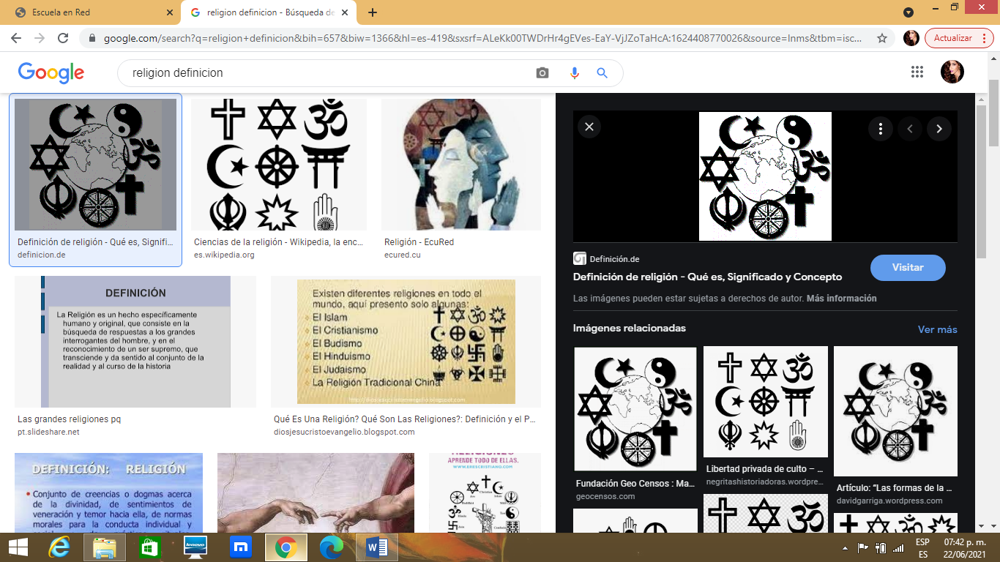 Escuela en Red
religion definicion - Búsqueda de
google.com/search?q=religion+definicion&bih=657&biw=1366&hl=es-419&sxsrf=ALeKk00TWDrHr4gEVes-EaY-VjJZoTaHcA:1624408770026&source=lnms&tbm=isc...
Actualizar
Google
religion definicion
Definición de religión - Qué es, Signifi...
definicion.de
Ciencias de la religión - Wikipedia, la enc...
es.wikipedia.org
Religión - EcuRed
ecured.cu
DEFINICIÓN
La Religión es un hecho específicamente
humano y original, que consiste en la
búsqueda de respuestas a los grandes
interrogantes del hombre, y en el
reconocimiento de un ser supremo, que
transciende y da sentido al conjunto de la
realidad y al curso de la historia
Las grandes religiones pq
pt.slideshare.net
Existen diferentes religiones en todo el
mundo, aquí presento solo algunas:
El Islam
El Cristianismo
El Budismo
El Hinduismo
El Judaismo
La Religión Tradicional China
http://diosjesucristoevangelio.blogspot.com
Qué Es Una Religión? Qué Son Las Religiones?: Definición y el P...
diosjesucristoevangelio.blogspot.com
DEFINICIÓN: RELIGIÓN
• Conjunto de creencias o dogmas acerca
de la divinidad, de sentimientos de
veneración y temor hacia ella, de normas
morales para la conducta individual y
APRENDE TODO DE ELLAS.
WWW.ERESCRISTIANO.COM
Definición.de
Visitar
Definición de religión - Qué es, Significado y Concepto
Las imágenes pueden estar sujetas a derechos de autor. Más información
Imágenes relacionadas
Ver más
Fundación Geo Censos : Ma...
geocensos.com
Libertad privada de culto – ...
negritashistoriadoras.wordpre...
Artículo: “Las formas de la ...
davidgarriga.wordpress.com
lenovo
ESP
ES
07:42 p. m.
22/06/2021